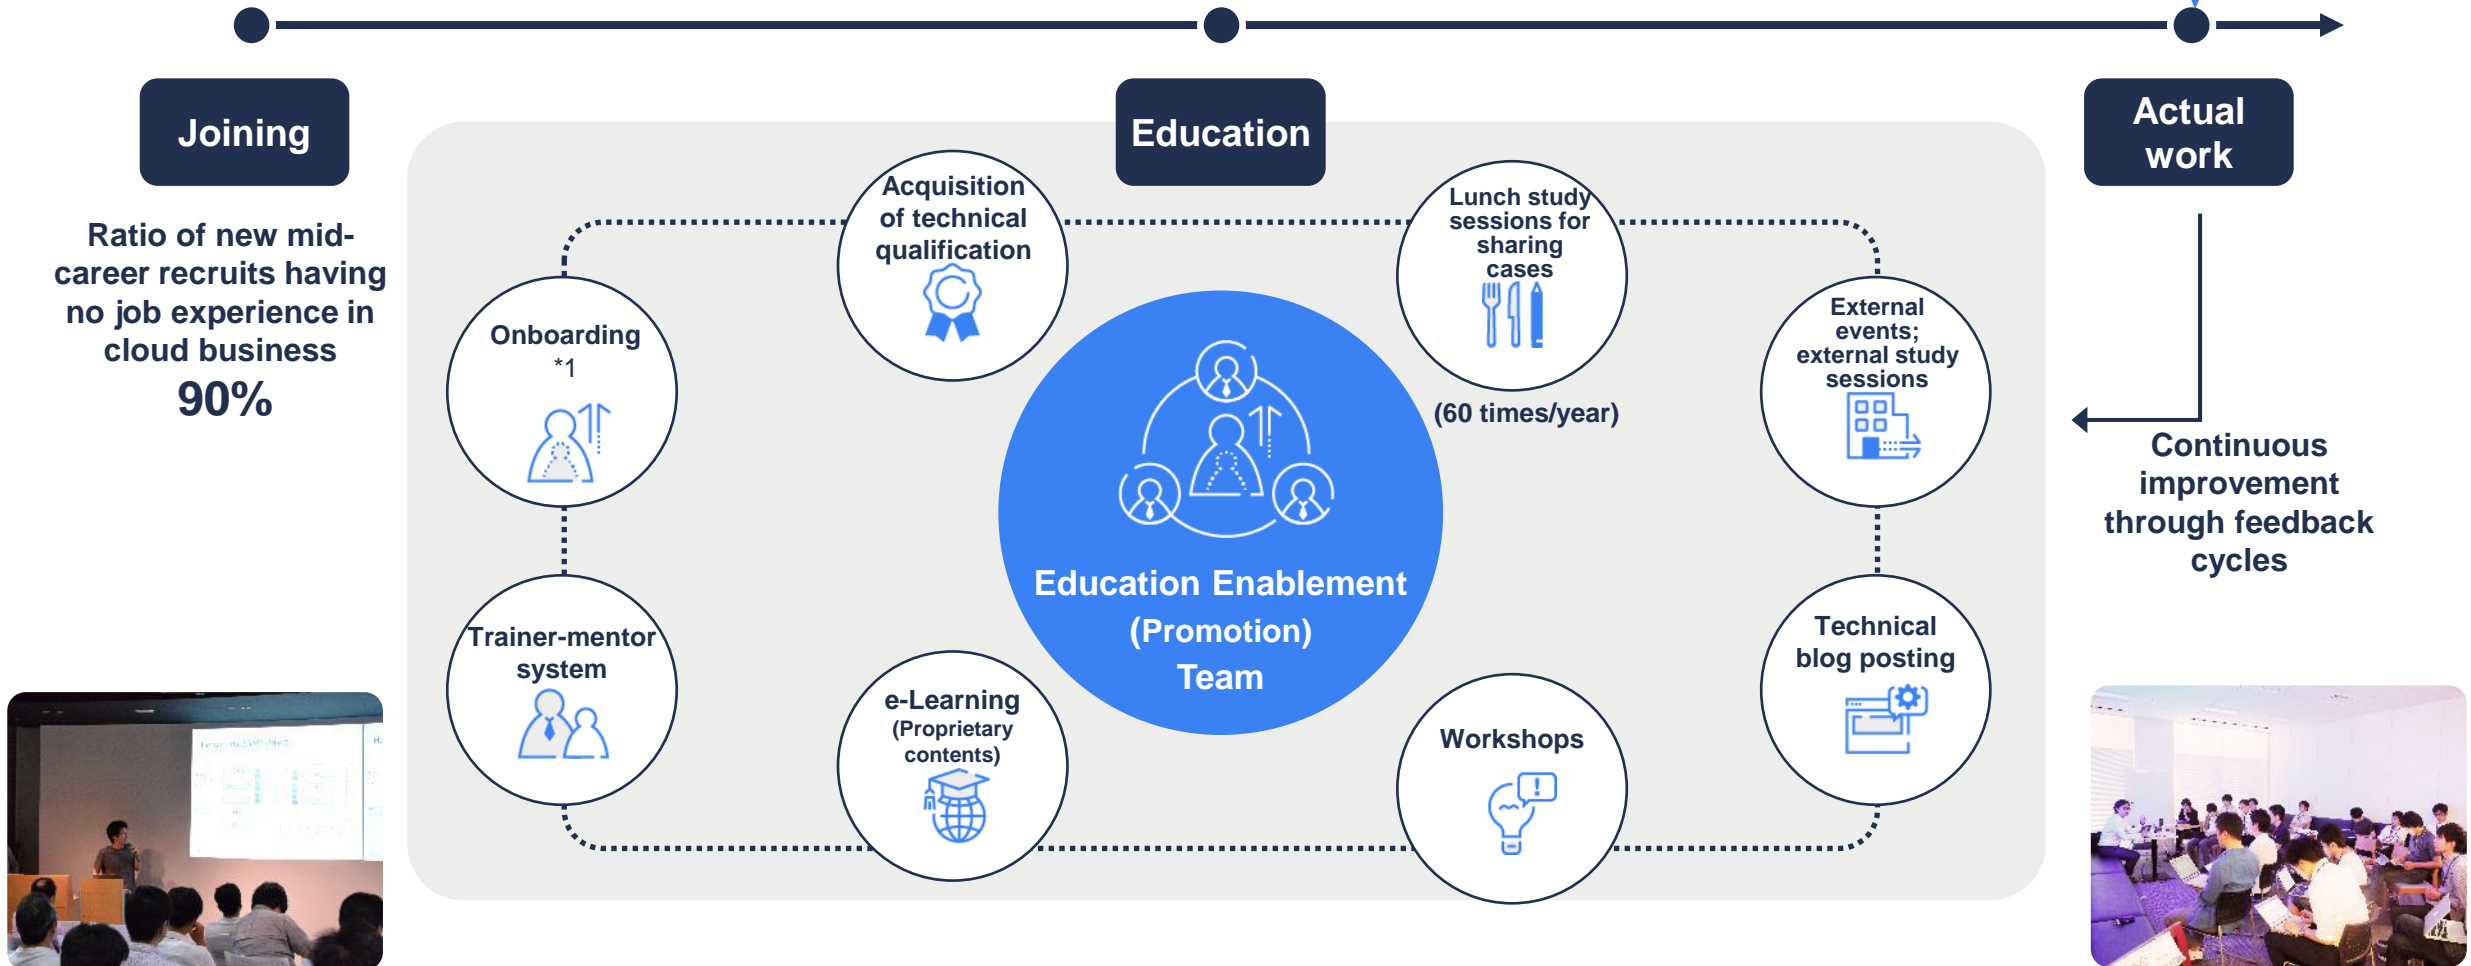 Joining
Education
Actual
work
Ratio of new mid-
career recruits having
no job experience in
cloud business
90%
Onboarding
*1
Acquisition
of technical
qualification
Lunch study
sessions for
sharing
cases
(60 times/year)
External
events;
external study
sessions
Trainer-mentor
system
e-Learning
(Proprietary
contents)
Education Enablement
(Promotion)
Team
Workshops
Technical
blog posting
Continuous
improvement
through feedback
cycles